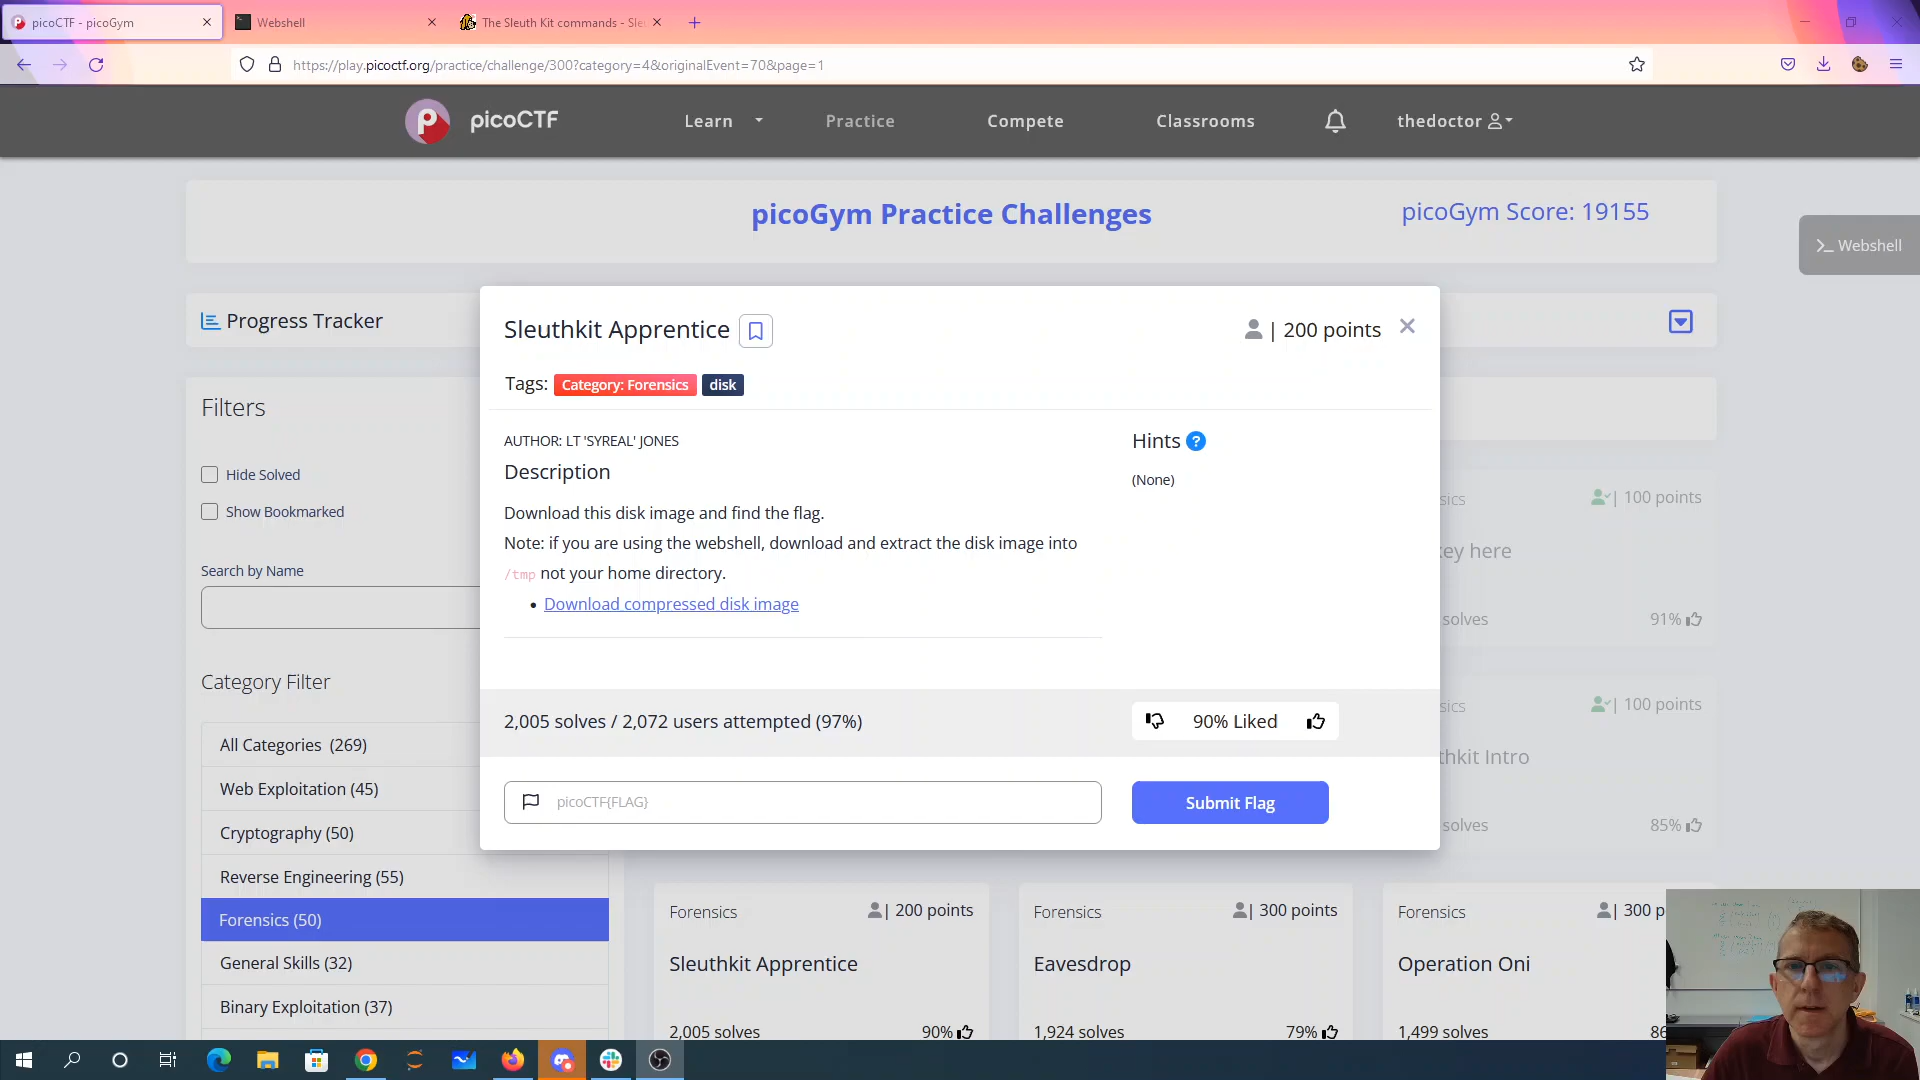 picoCTF - picoGym
Webshell
The Sleuth Kit commands - Sle
https://play.picoctf.org/practice/challenge/300?category=4&originalEvent=70&page=1
picoCTF
Learn
Practice
Compete
Classrooms
thedoctor
picoGym Practice Challenges
picoGym Score: 19155
>_ Webshell
Progress Tracker
Sleuthkit Apprentice
| 200 points
Tags: Category: Forensics disk
Filters
Hide Solved
Show Bookmarked
Search by Name
Category Filter
All Categories (269)
Web Exploitation (45)
Cryptography (50)
Reverse Engineering (55)
Forensics (50)
General Skills (32)
Binary Exploitation (37)
AUTHOR: LT 'SYREAL' JONES
Description
Download this disk image and find the flag.
Note: if you are using the webshell, download and extract the disk image into
/tmp not your home directory.
• Download compressed disk image
Hints ?
(None)
2,005 solves / 2,072 users attempted (97%)
90% Liked
picoCTF{FLAG}
Submit Flag
sics
| 100 points
key here
solves
91%
sics
| 100 points
thkit Intro
solves
85%
Forensics
| 200 points
Sleuthkit Apprentice
2,005 solves
90%
Forensics
| 300 points
Eavesdrop
1,924 solves
79%
Forensics
| 300 p
Operation Oni
1,499 solves
86